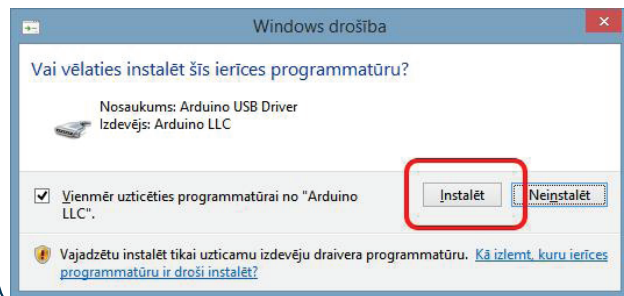 Windows drošība
Vai vēlaties instalēt šīs ierīces programmatūru?
Nosaukums: Arduino USB Driver
Izdevējs: Arduino LLC
Vienmēr uzticēties programmatūrai no "Arduino
LLC".
Instalēt
Neinstalēt
Vajadzētu instalēt tikai uzticamu izdevēju draivera programmatūru. Kā izlemt, kuru ierīces
programmatūru ir droši instalēt?